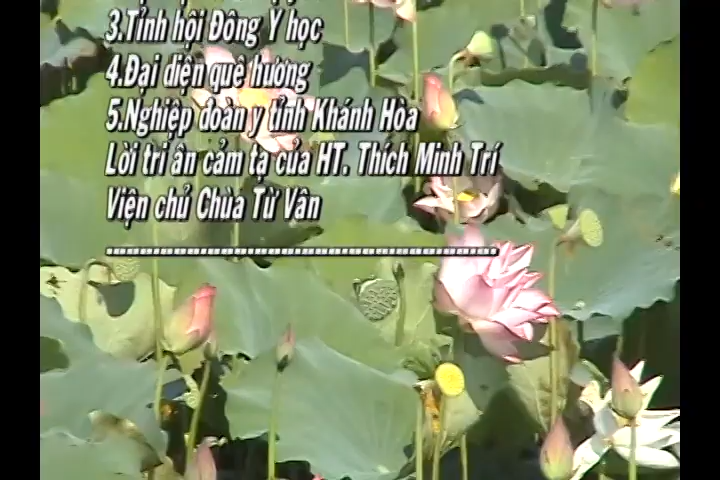 3.Tỉnh hội Đông Y học
4.Đại diện quê hương
5.Nghiệp đoàn y tỉnh Khánh Hòa
Lời tri ân cảm tạ của HT. Thích Minh Trí
Viện chủ Chùa Từ Vân